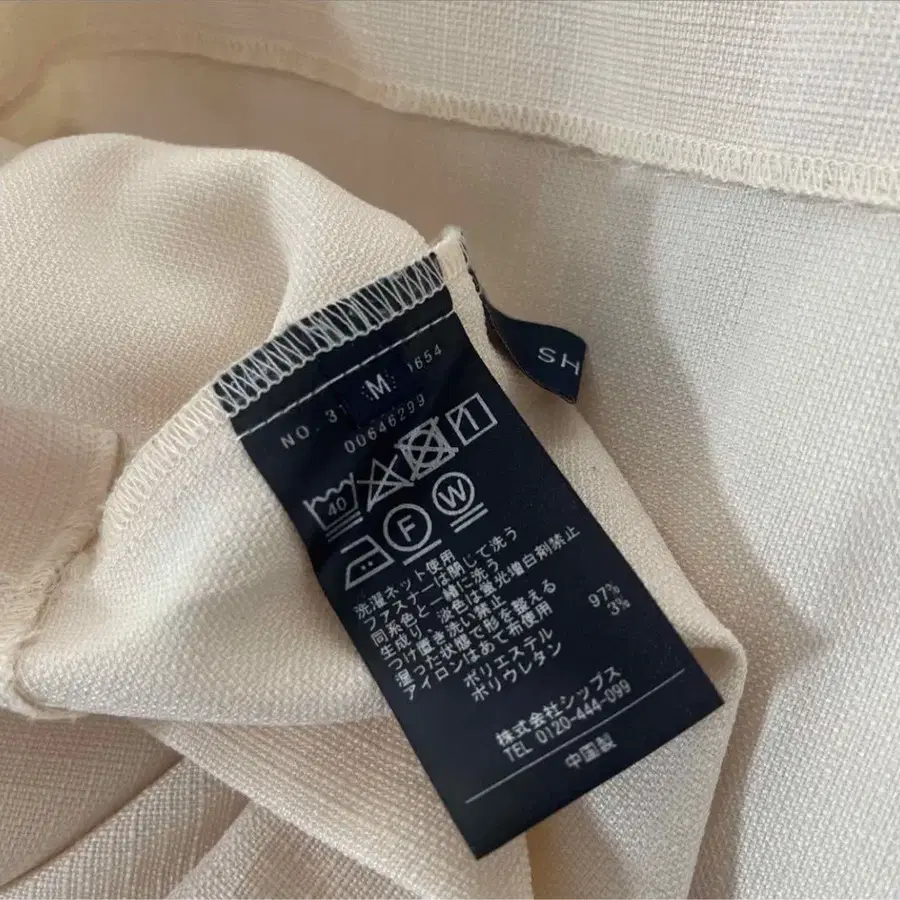 SH
M
NO. 31 0654
00646299
40
F W
洗濯ネット使用
ファスナーは閉じて洗う
同系色と一緒に洗う
生成り、淡色は蛍光増白剤禁止
つけ置き洗い禁止
湿った状態で形を整える
アイロンはあて布使用
ポリエステル 97%
ポリウレタン 3%
株式会社シップス
TEL 0120-444-099
中国製